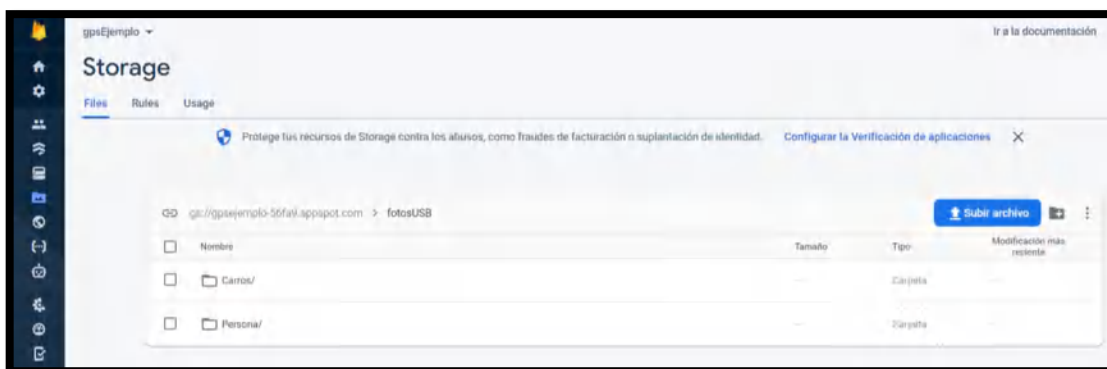 gpsEjemplo
Ir a la documentación
Storage
Files Rules Usage
Protege tus recursos de Storage contra los abusos, como fraudes de facturación o suplantación de identidad. Configurar la Verificación de aplicaciones
> fotosUSB
Subir archivo
Nombre Tamaño Tipo Modificación más reciente
Carros/ Carpeta
Persona/ Carpeta